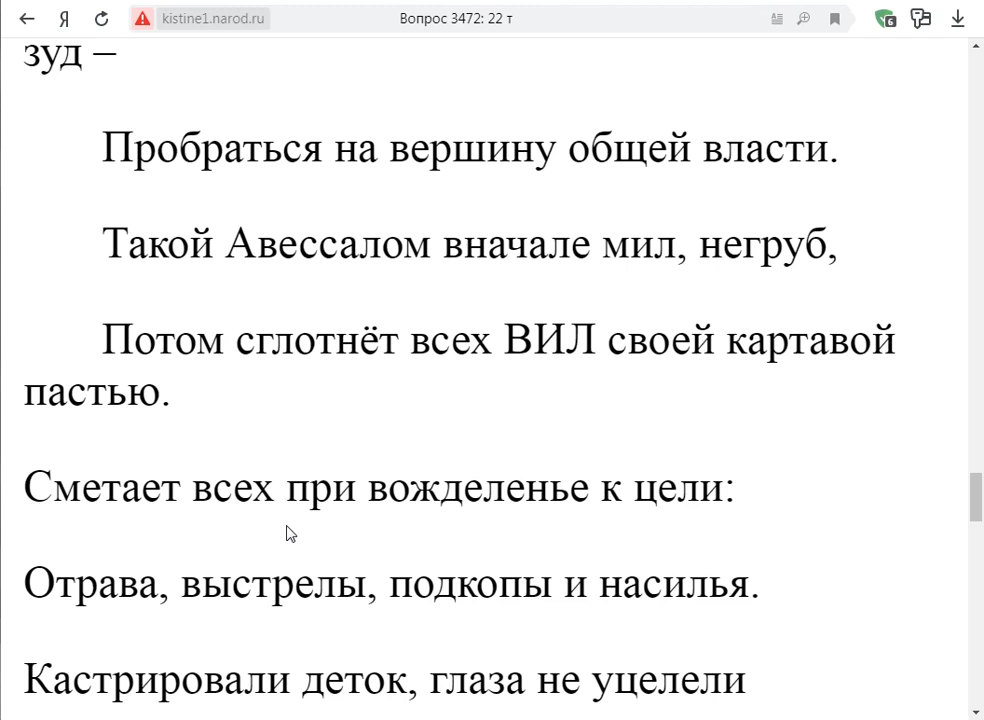 kistine1.narod.ru
Вопрос 3472: 22 т
6
зуд –
Пробраться на вершину общей власти.
Такой Авессалом вначале мил, негруб,
Потом сглотнёт всех ВИЛ своей картавой
пастью.
Сметает всех при вожделенье к цели:
Отрава, выстрелы, подкопы и насилья.
Кастрировали деток, глаза не уцелели